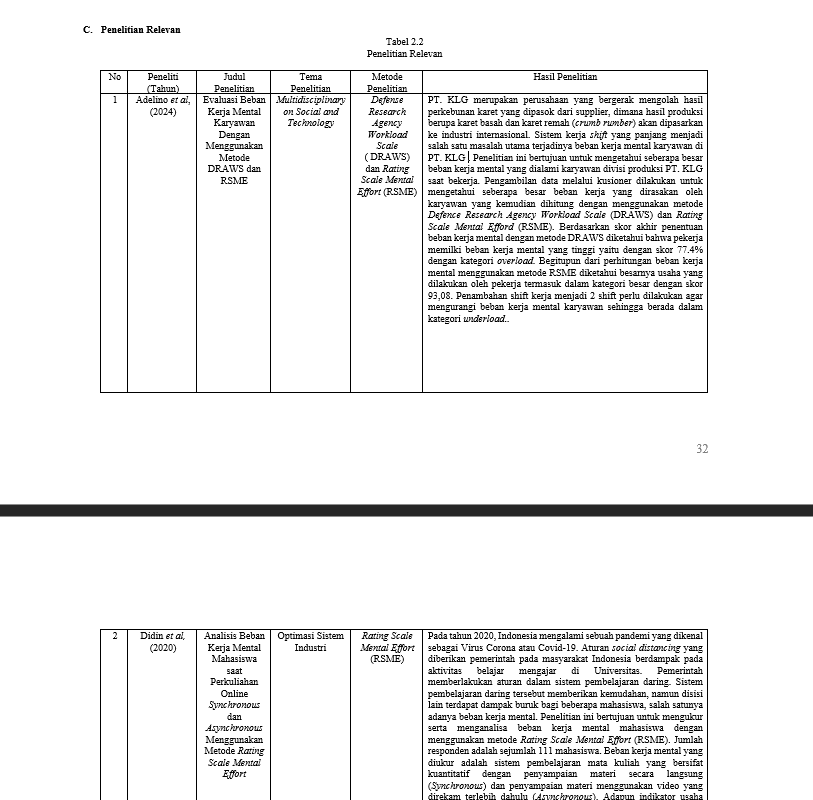 C. Penelitian Relevan
Tabel 2.2
Penelitian Relevan
No
Peneliti
(Tahun)
Judul
Penelitian
Tema
Penelitian
Metode
Penelitian
Hasil Penelitian
1
Adelino et al,
(2024)
Evaluasi Beban
Kerja Mental
Karyawan
Dengan
Menggunakan
Metode
DRAWS dan
RSME
Multidisciplinary
on Social and
Technology
Defense
Research
Agency
Workload
Scale
( DRAWS)
dan Rating
Scale Mental
Effort (RSME)
PT. KLG merupakan perusahaan yang bergerak mengolah hasil
perkebunan karet yang dipasok dari supplier, dimana hasil produksi
berupa karet basah dan karet remah (crumb rumber) akan dipasarkan
ke industri internasional. Sistem kerja shift yang panjang menjadi
salah satu masalah utama terjadinya beban kerja mental karyawan di
PT. KLG. Penelitian ini bertujuan untuk mengetahui seberapa besar
beban kerja mental yang dialami karyawan divisi produksi PT. KLG
saat bekerja. Pengambilan data melalui kusioner dilakukan untuk
mengetahui seberapa besar beban kerja yang dirasakan oleh
karyawan yang kemudian dihitung dengan menggunakan metode
Defence Research Agency Workload Scale (DRAWS) dan Rating
Scale Mental Efford (RSME). Berdasarkan skor akhir penentuan
beban kerja mental dengan metode DRAWS diketahui bahwa pekerja
memilki beban kerja mental yang tinggi yaitu dengan skor 77.4%
dengan kategori overload. Begitupun dari perhitungan beban kerja
mental menggunakan metode RSME diketahui besarnya usaha yang
dilakukan oleh pekerja termasuk dalam kategori besar dengan skor
93,08. Penambahan shift kerja menjadi 2 shift perlu dilakukan agar
mengurangi beban kerja mental karyawan sehingga berada dalam
kategori underload..
32
2
Didin et al,
(2020)
Analisis Beban
Kerja Mental
Mahasiswa
saat
Perkuliahan
Online
Synchronous
dan
Asynchronous
Menggunakan
Metode Rating
Scale Mental
Effort
Optimasi Sistem
Industri
Rating Scale
Mental Effort
(RSME)
Pada tahun 2020, Indonesia mengalami sebuah pandemi yang dikenal
sebagai Virus Corona atau Covid-19. Aturan social distancing yang
diberikan pemerintah pada masyarakat Indonesia berdampak pada
aktivitas belajar mengajar di Universitas. Pemerintah
memberlakukan aturan dalam sistem pembelajaran daring. Sistem
pembelajaran daring tersebut memberikan kemudahan, namun disisi
lain terdapat dampak buruk bagi beberapa mahasiswa, salah satunya
adanya beban kerja mental. Penelitian ini bertujuan untuk mengukur
serta menganalisa beban kerja mental mahasiswa dengan
menggunakan metode Rating Scale Mental Effort (RSME). Jumlah
responden adalah sejumlah 111 mahasiswa. Beban kerja mental yang
diukur adalah sistem pembelajaran mata kuliah yang bersifat
kuantitatif dengan penyampaian materi secara langsung
(Synchronous) dan penyampaian materi menggunakan video yang
direkam terlebih dahulu (Asynchronous). Adapun indikator usaha